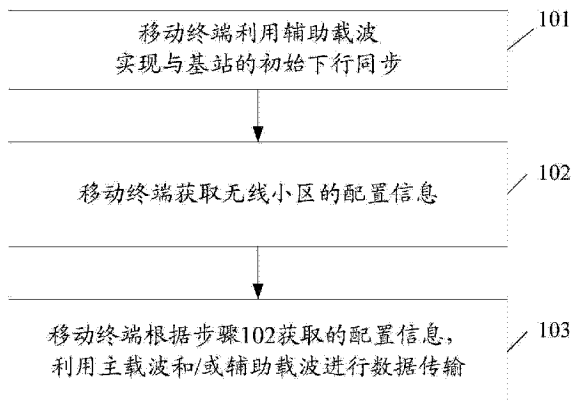 移动终端利用辅助载波
实现与基站的初始下行同步
101
移动终端获取无线小区的配置信息
102
移动终端根据步骤102获取的配置信息，
利用主载波和/或辅助载波进行数据传输
103